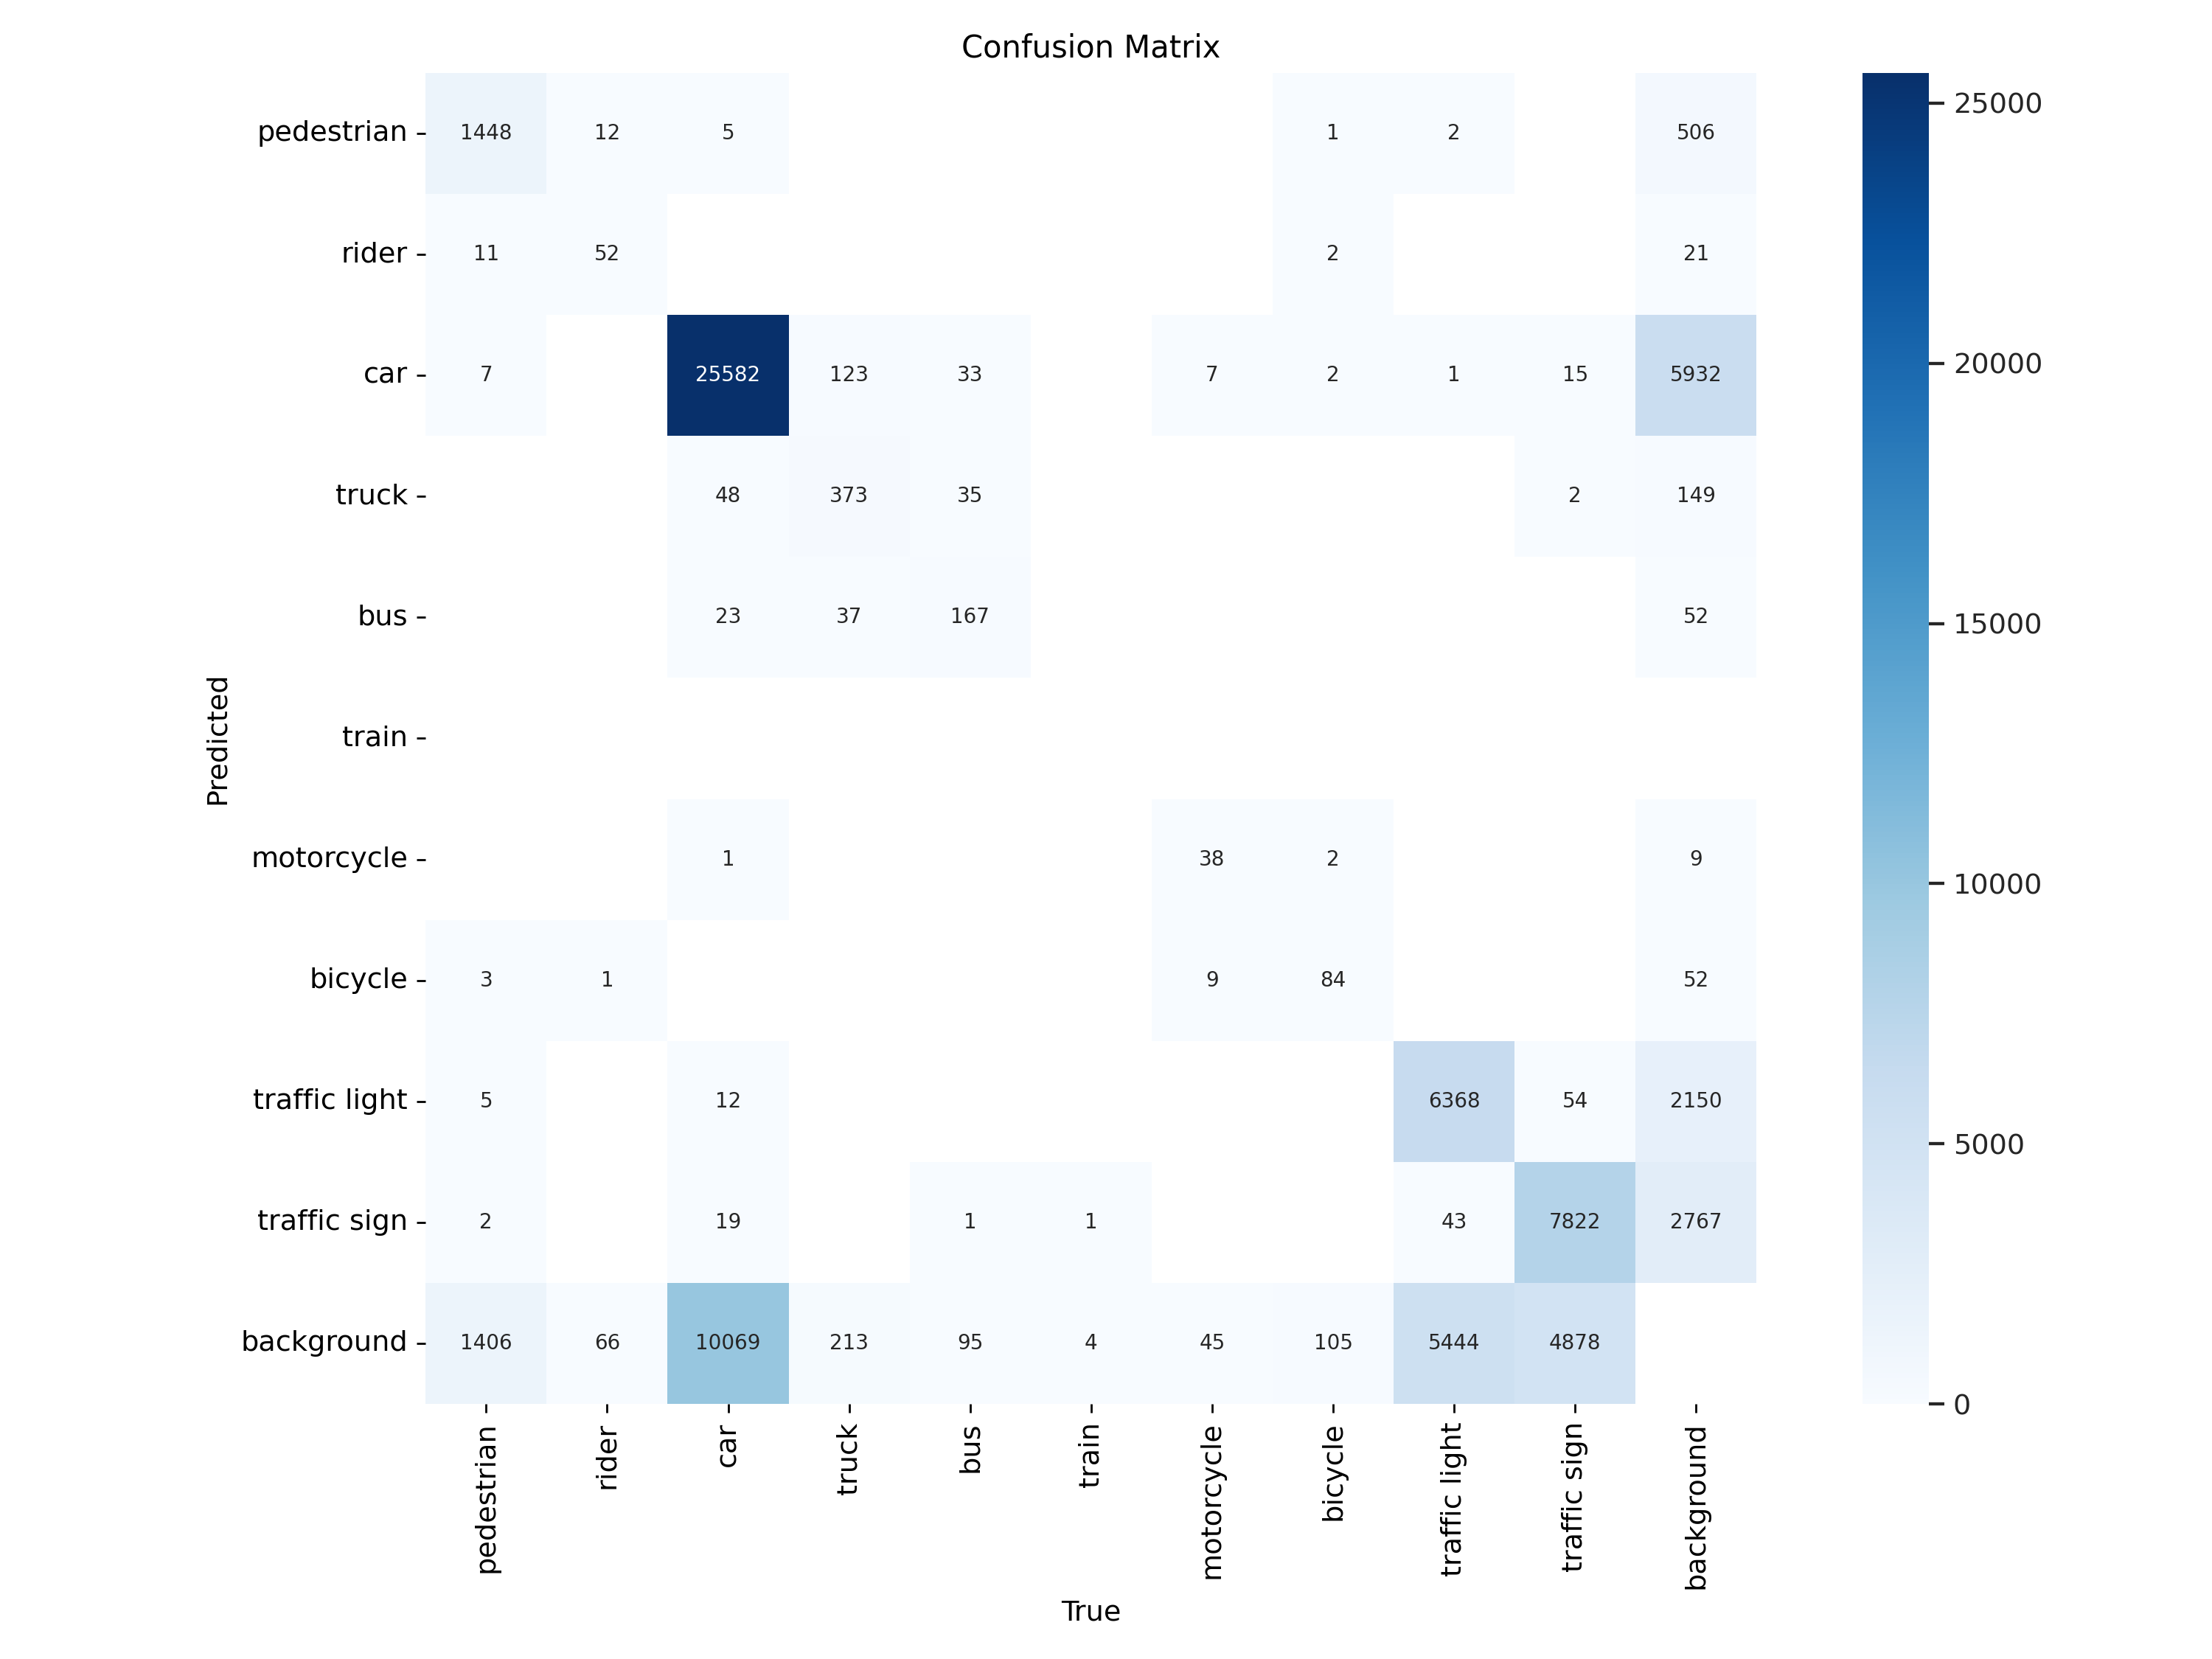 Confusion Matrix
pedestrian 1448 12 5 1 2 506
rider 11 52 2 21
car 7 25582 123 33 7 2 1 15 5932
truck 48 373 35 2 149
bus 23 37 167 52
train
motorcycle 1 38 2 9
bicycle 3 1 9 84 52
traffic light 5 12 6368 54 2150
traffic sign 2 19 1 1 43 7822 2767
background 1406 66 10069 213 95 4 45 105 5444 4878
Predicted
pedestrian rider car truck bus train motorcycle bicycle traffic light traffic sign background
True
25000
20000
15000
10000
5000
0